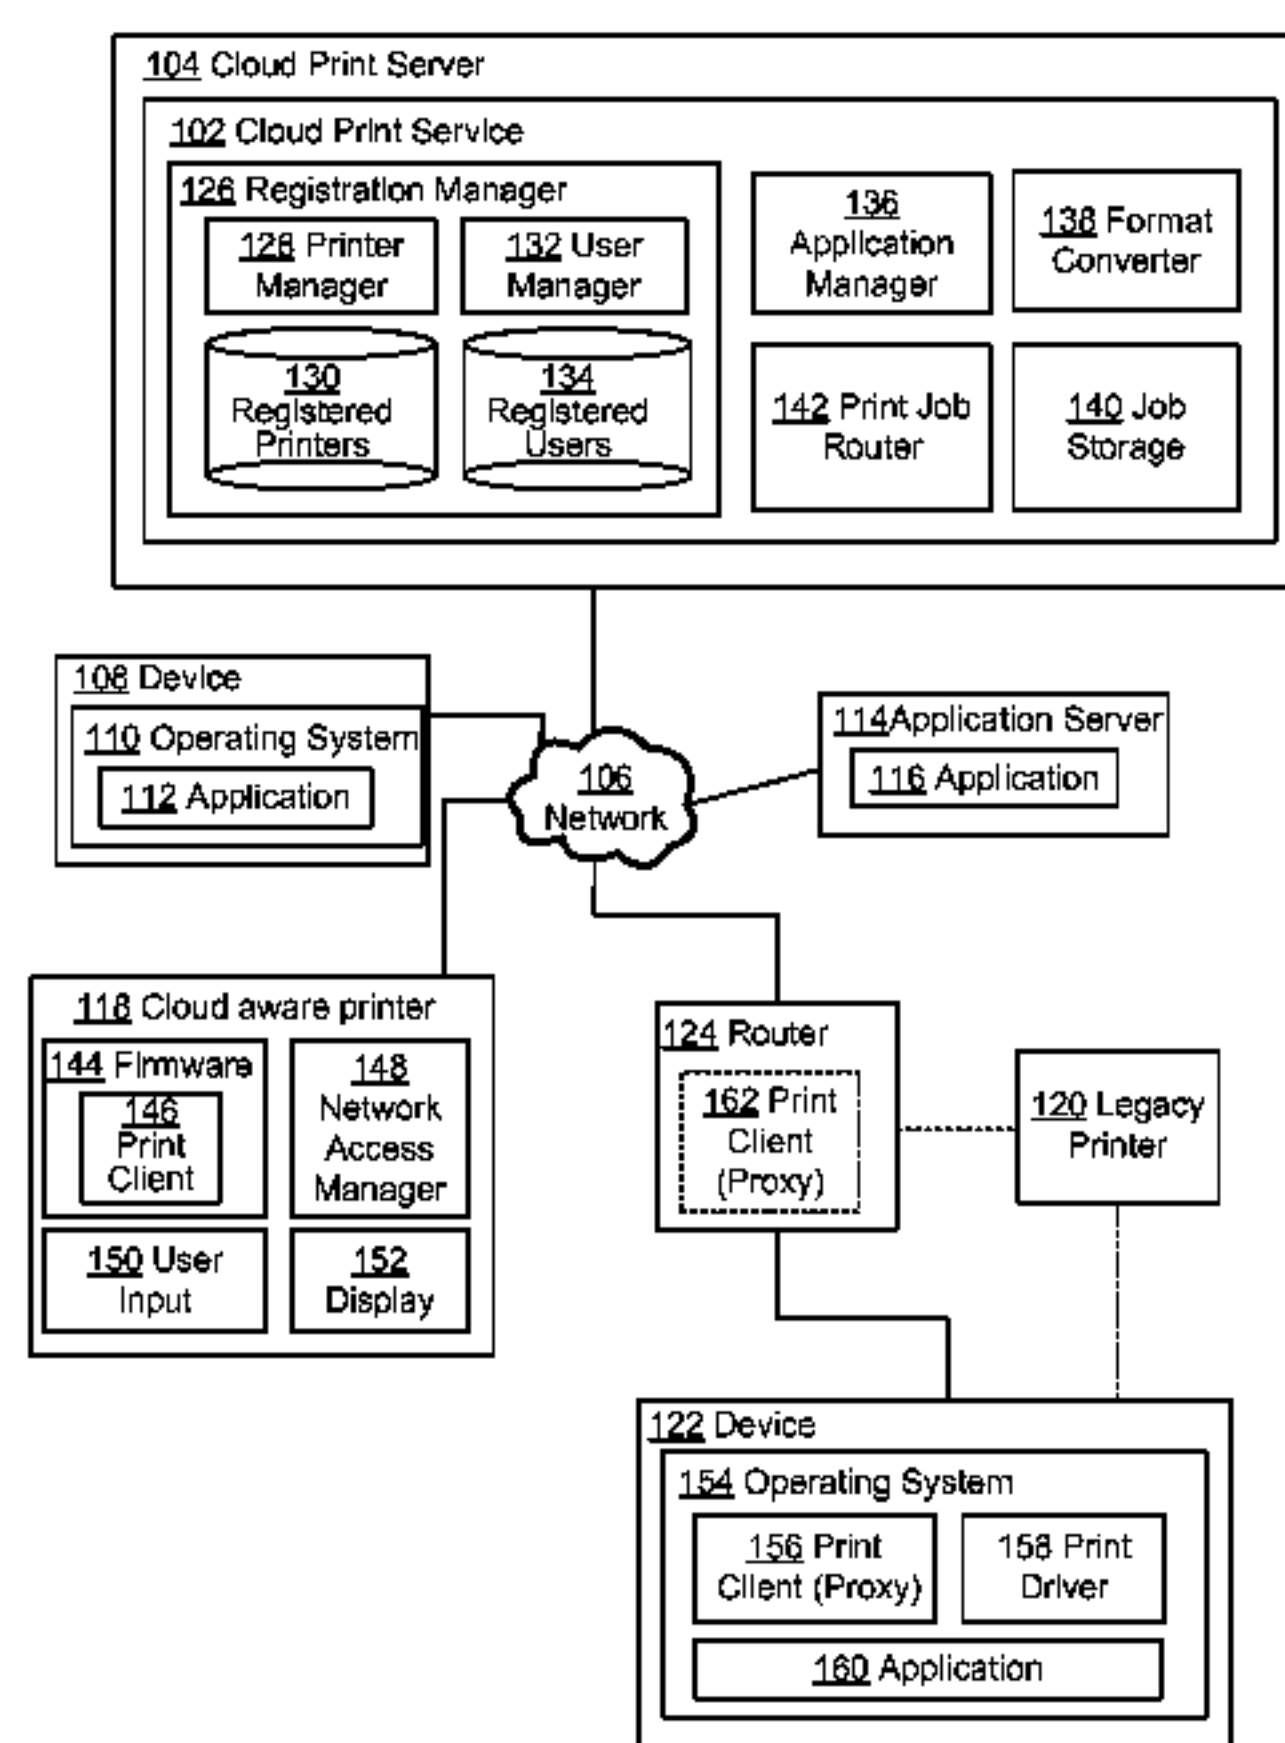 104 Cloud Print Server
102 Cloud Print Service
126 Registration Manager
128 Printer
Manager
132 User
Manager
130
Registered
Printers
134
Registered
Users
136
Application
Manager
138 Format
Converter
142 Print Job
Router
140 Job
Storage
108 Device
110 Operating System
112 Application
106
Network
114Application Server
116 Application
118 Cloud aware printer
144 Firmware
146
Print
Client
148
Network
Access
Manager
150 User
Input
152
Display
124 Router
162 Print
Client
(Proxy)
120 Legacy
Printer
122 Device
154 Operating System
156 Print
Client (Proxy)
158 Print
Driver
160 Application